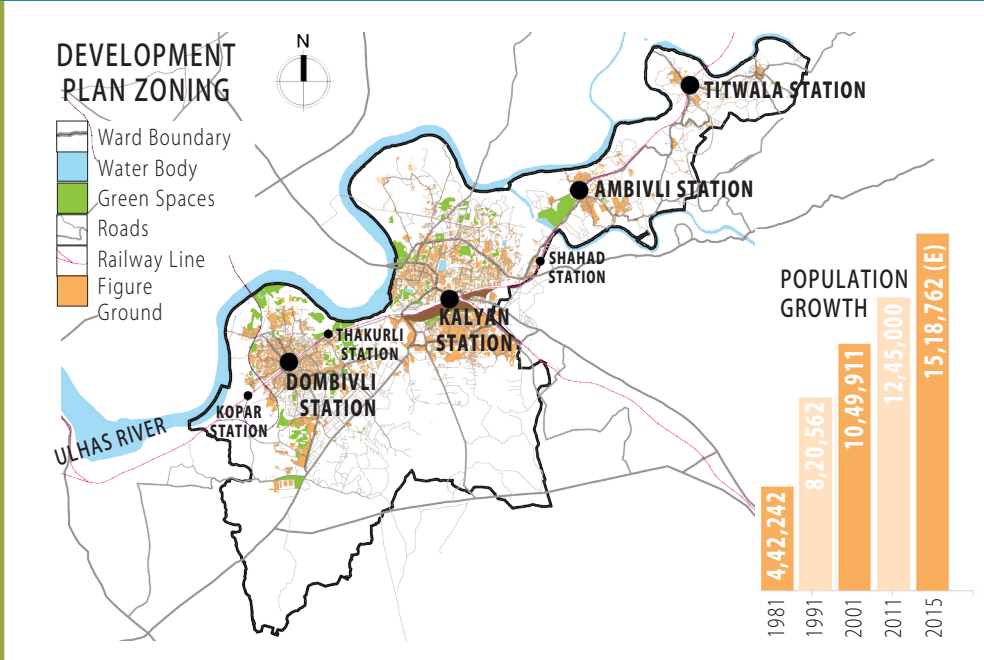 DEVELOPMENT
PLAN ZONING
N
Ward Boundary
Water Body
Green Spaces
Roads
Railway Line
Figure
Ground
TITWALA STATION
AMBIVLI STATION
SHAHAD
STATION
KALYAN
STATION
THAKURLI
STATION
DOMBIVLI
STATION
KOPAR
STATION
ULHAS RIVER
POPULATION
GROWTH
4,42,242
8,20,562
10,49,911
12,45,000
15,18,762 (E)
1981
1991
2001
2011
2015